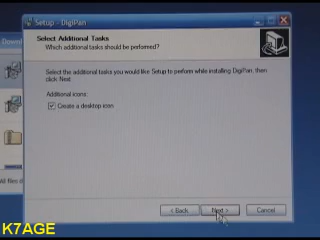 Setup - DigiPan
Downl
Select Additional Tasks
Which additional tasks should be performed?
Select the additional tasks you would like Setup to perform while installing DigiPan, then
click Next.
Additional icons:
Create a desktop icon
< Back
Next >
Cancel
K7AGE